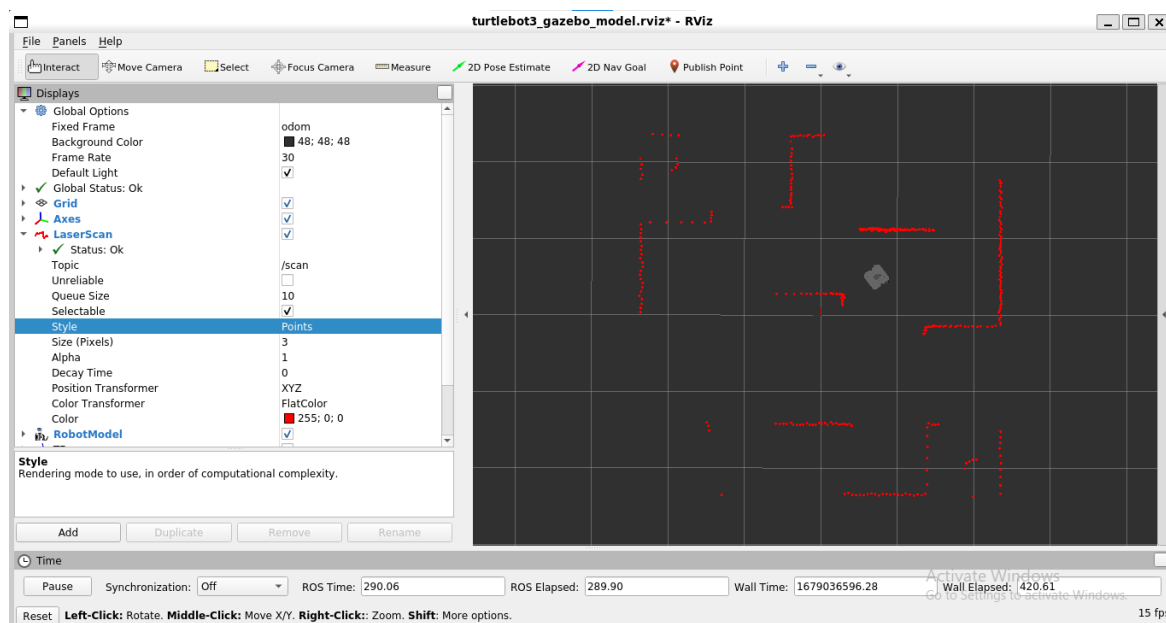 turtlebot3_gazebo_model.rviz* - RViz
File Panels Help
Interact Move Camera Select Focus Camera Measure 2D Pose Estimate 2D Nav Goal Publish Point
Displays
Global Options
Fixed Frame odom
Background Color 48; 48; 48
Frame Rate 30
Default Light
Global Status: Ok
Grid
Axes
LaserScan
Status: Ok
Topic /scan
Unreliable
Queue Size 10
Selectable
Style Points
Size (Pixels) 3
Alpha 1
Decay Time 0
Position Transformer XYZ
Color Transformer FlatColor
Color 255; 0; 0
RobotModel
Style
Rendering mode to use, in order of computational complexity.
Add Duplicate Remove Rename
Time
Pause Synchronization: Off ROS Time: 290.06 ROS Elapsed: 289.90 Wall Time: 1679036596.28 Wall Elapsed: 420.61
Activate Windows
Go to Settings to activate Windows.
Reset Left-Click: Rotate. Middle-Click: Move X/Y. Right-Click:: Zoom. Shift: More options. 15 fps